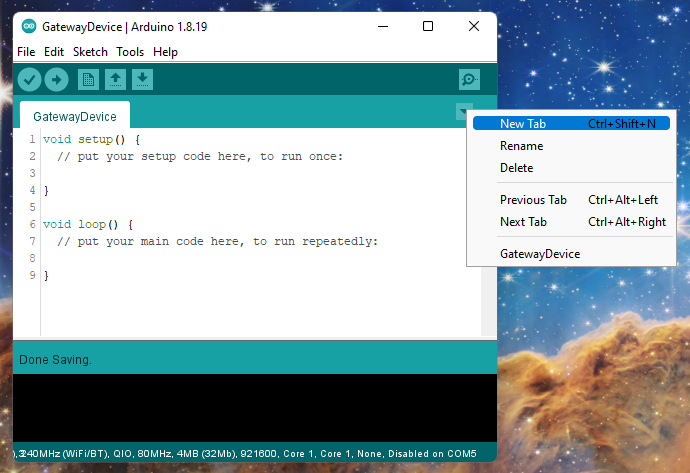 GatewayDevice | Arduino 1.8.19
File Edit Sketch Tools Help
GatewayDevice
1 void setup() {
2 // put your setup code here, to run once:
3
4 }
5
6 void loop() {
7 // put your main code here, to run repeatedly:
8
9 }
New Tab Ctrl+Shift+N
Rename
Delete
Previous Tab Ctrl+Alt+Left
Next Tab Ctrl+Alt+Right
GatewayDevice
Done Saving.
240MHz (WiFi/BT), QIO, 80MHz, 4MB (32Mb), 921600, Core 1, Core 1, None, Disabled on COM5